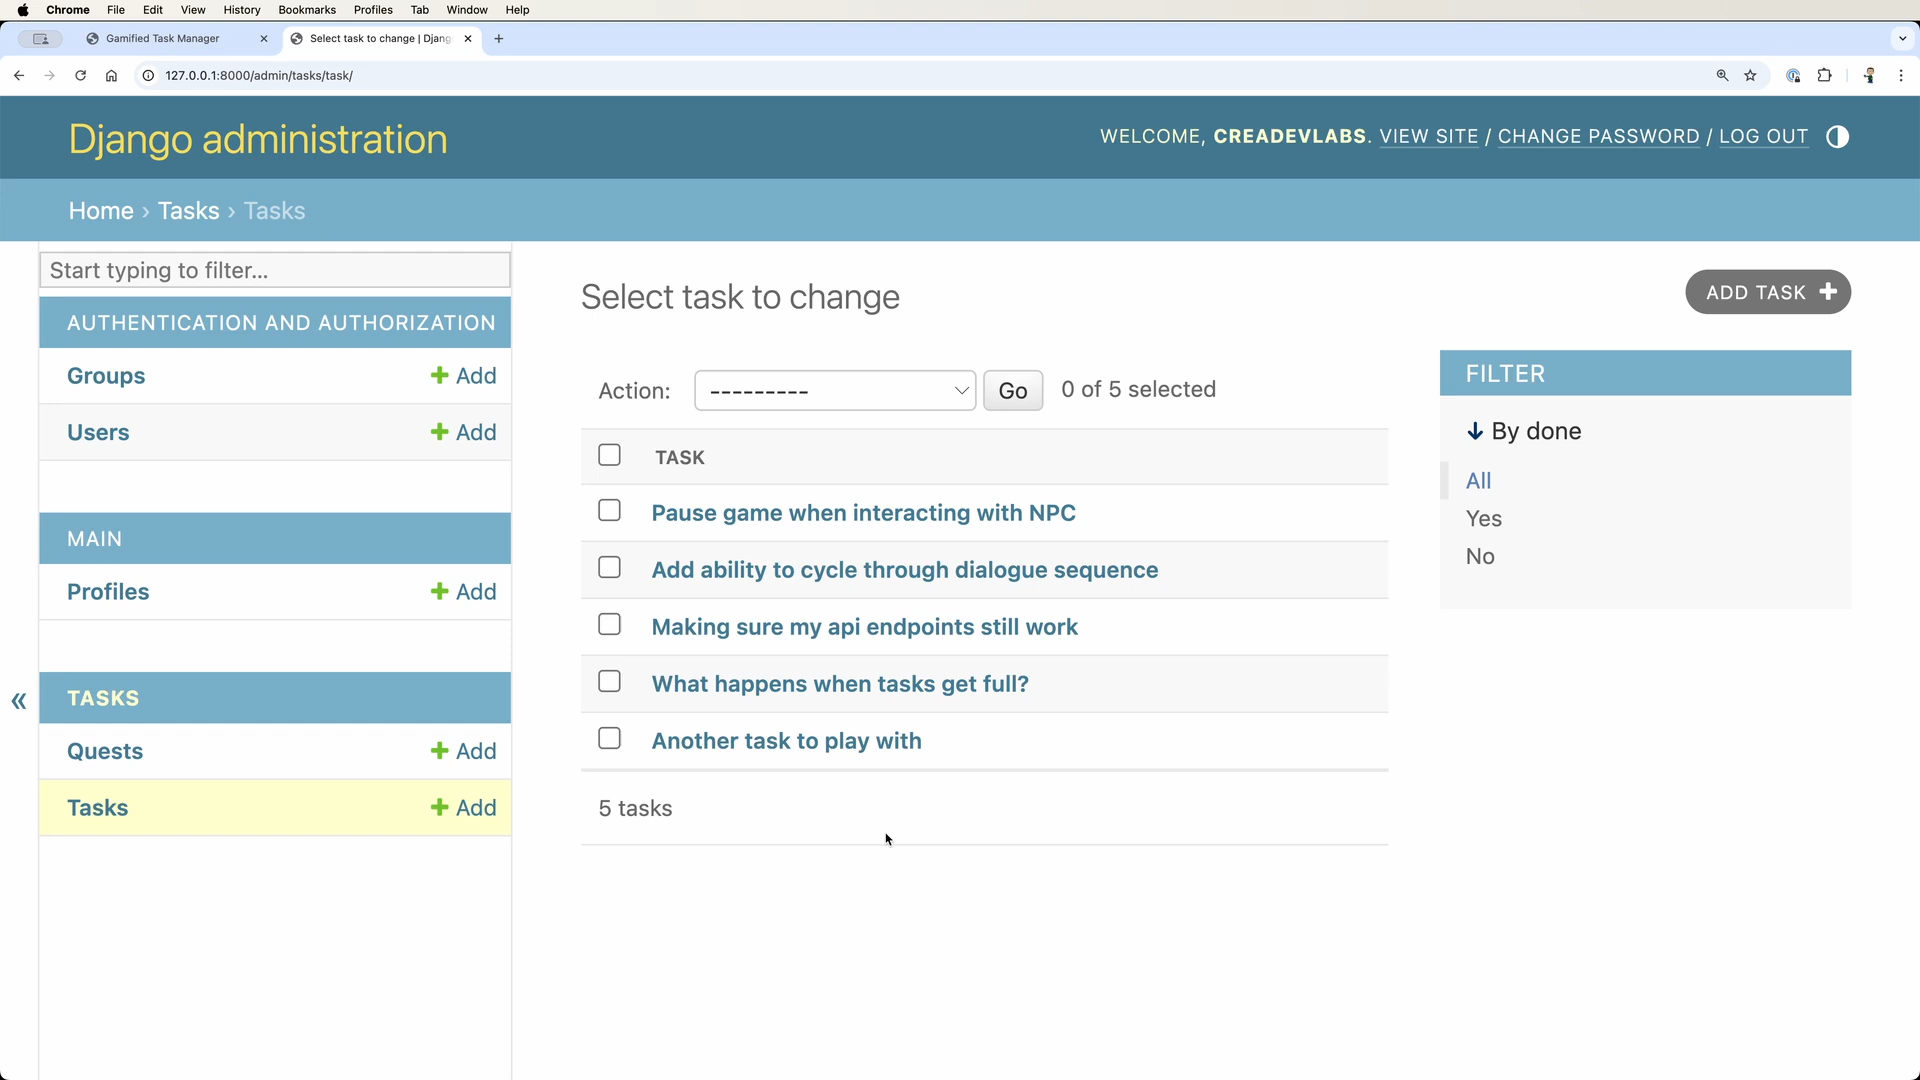 Chrome File Edit View History Bookmarks Profiles Tab Window Help
Gamified Task Manager
Select task to change | Djang
127.0.0.1:8000/admin/tasks/task/
Django administration
WELCOME, CREADEVLABS. VIEW SITE / CHANGE PASSWORD / LOG OUT
Home › Tasks › Tasks
Start typing to filter...
AUTHENTICATION AND AUTHORIZATION
Groups Add
Users Add
MAIN
Profiles Add
TASKS
Quests Add
Tasks Add
Select task to change
ADD TASK
Action: --------- Go 0 of 5 selected
TASK
Pause game when interacting with NPC
Add ability to cycle through dialogue sequence
Making sure my api endpoints still work
What happens when tasks get full?
Another task to play with
5 tasks
FILTER
By done
All
Yes
No